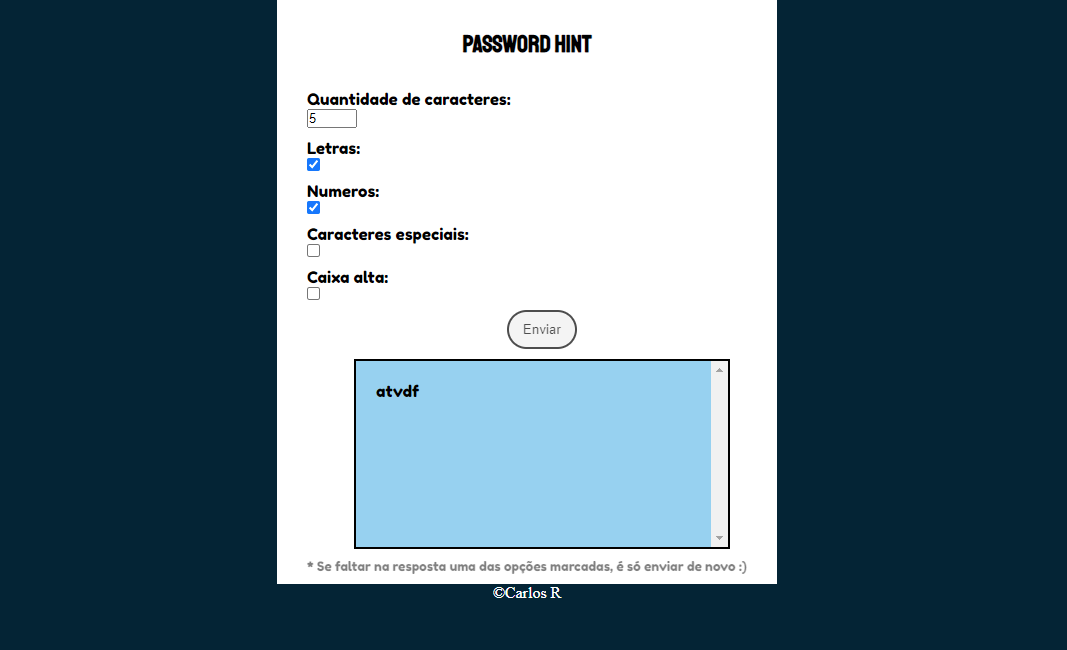 PASSWORD HINT
Quantidade de caracteres:
5
Letras:
Numeros:
Caracteres especiais:
Caixa alta:
Enviar
atvdf
* Se faltar na resposta uma das opções marcadas, é só enviar de novo :)
©Carlos R